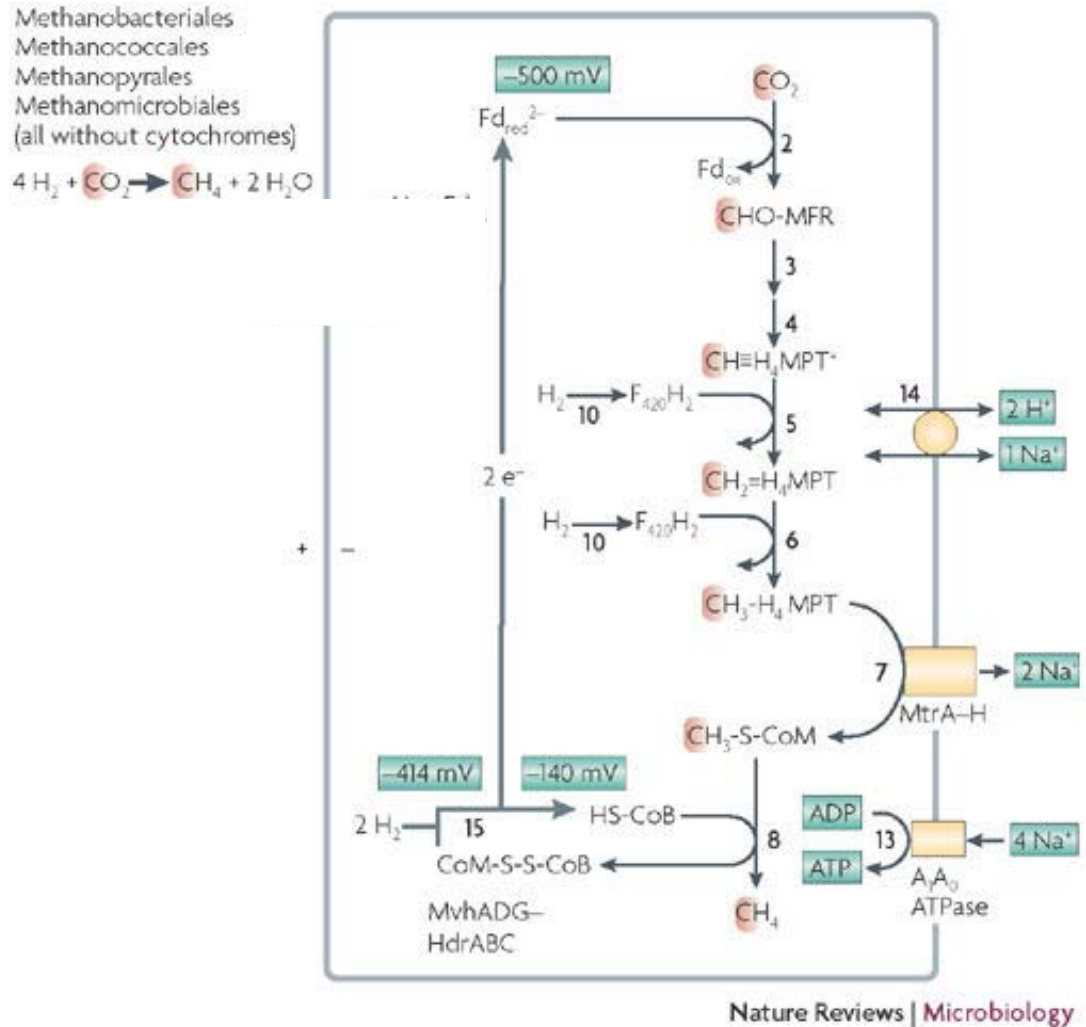 Methanobacteriales
Methanococcales
Methanopyrales
Methanomicrobiales
(all without cytochromes)
4 H₂ + CO₂ → CH₄ + 2 H₂O
–500 mV
CO₂
Fd_red²⁻
2
Fd_ox
CHO-MFR
3
4
CH≡H₄MPT⁺
H₂ → F₄₂₀H₂
10
5
14
2 H⁺
1 Na⁺
2 e⁻
CH₂=H₄MPT
H₂ → F₄₂₀H₂
10
6
+ –
CH₃-H₄ MPT
7
2 Na
MtrA–H
CH₃-S-CoM
–414 mV
–140 mV
2 H₂
15
HS-CoB
8
ADP
13
4 Na⁺
CoM-S-S-CoB
ATP
A₁A₀
ATPase
MvhADG–
HdrABC
CH₄
Nature Reviews | Microbiology